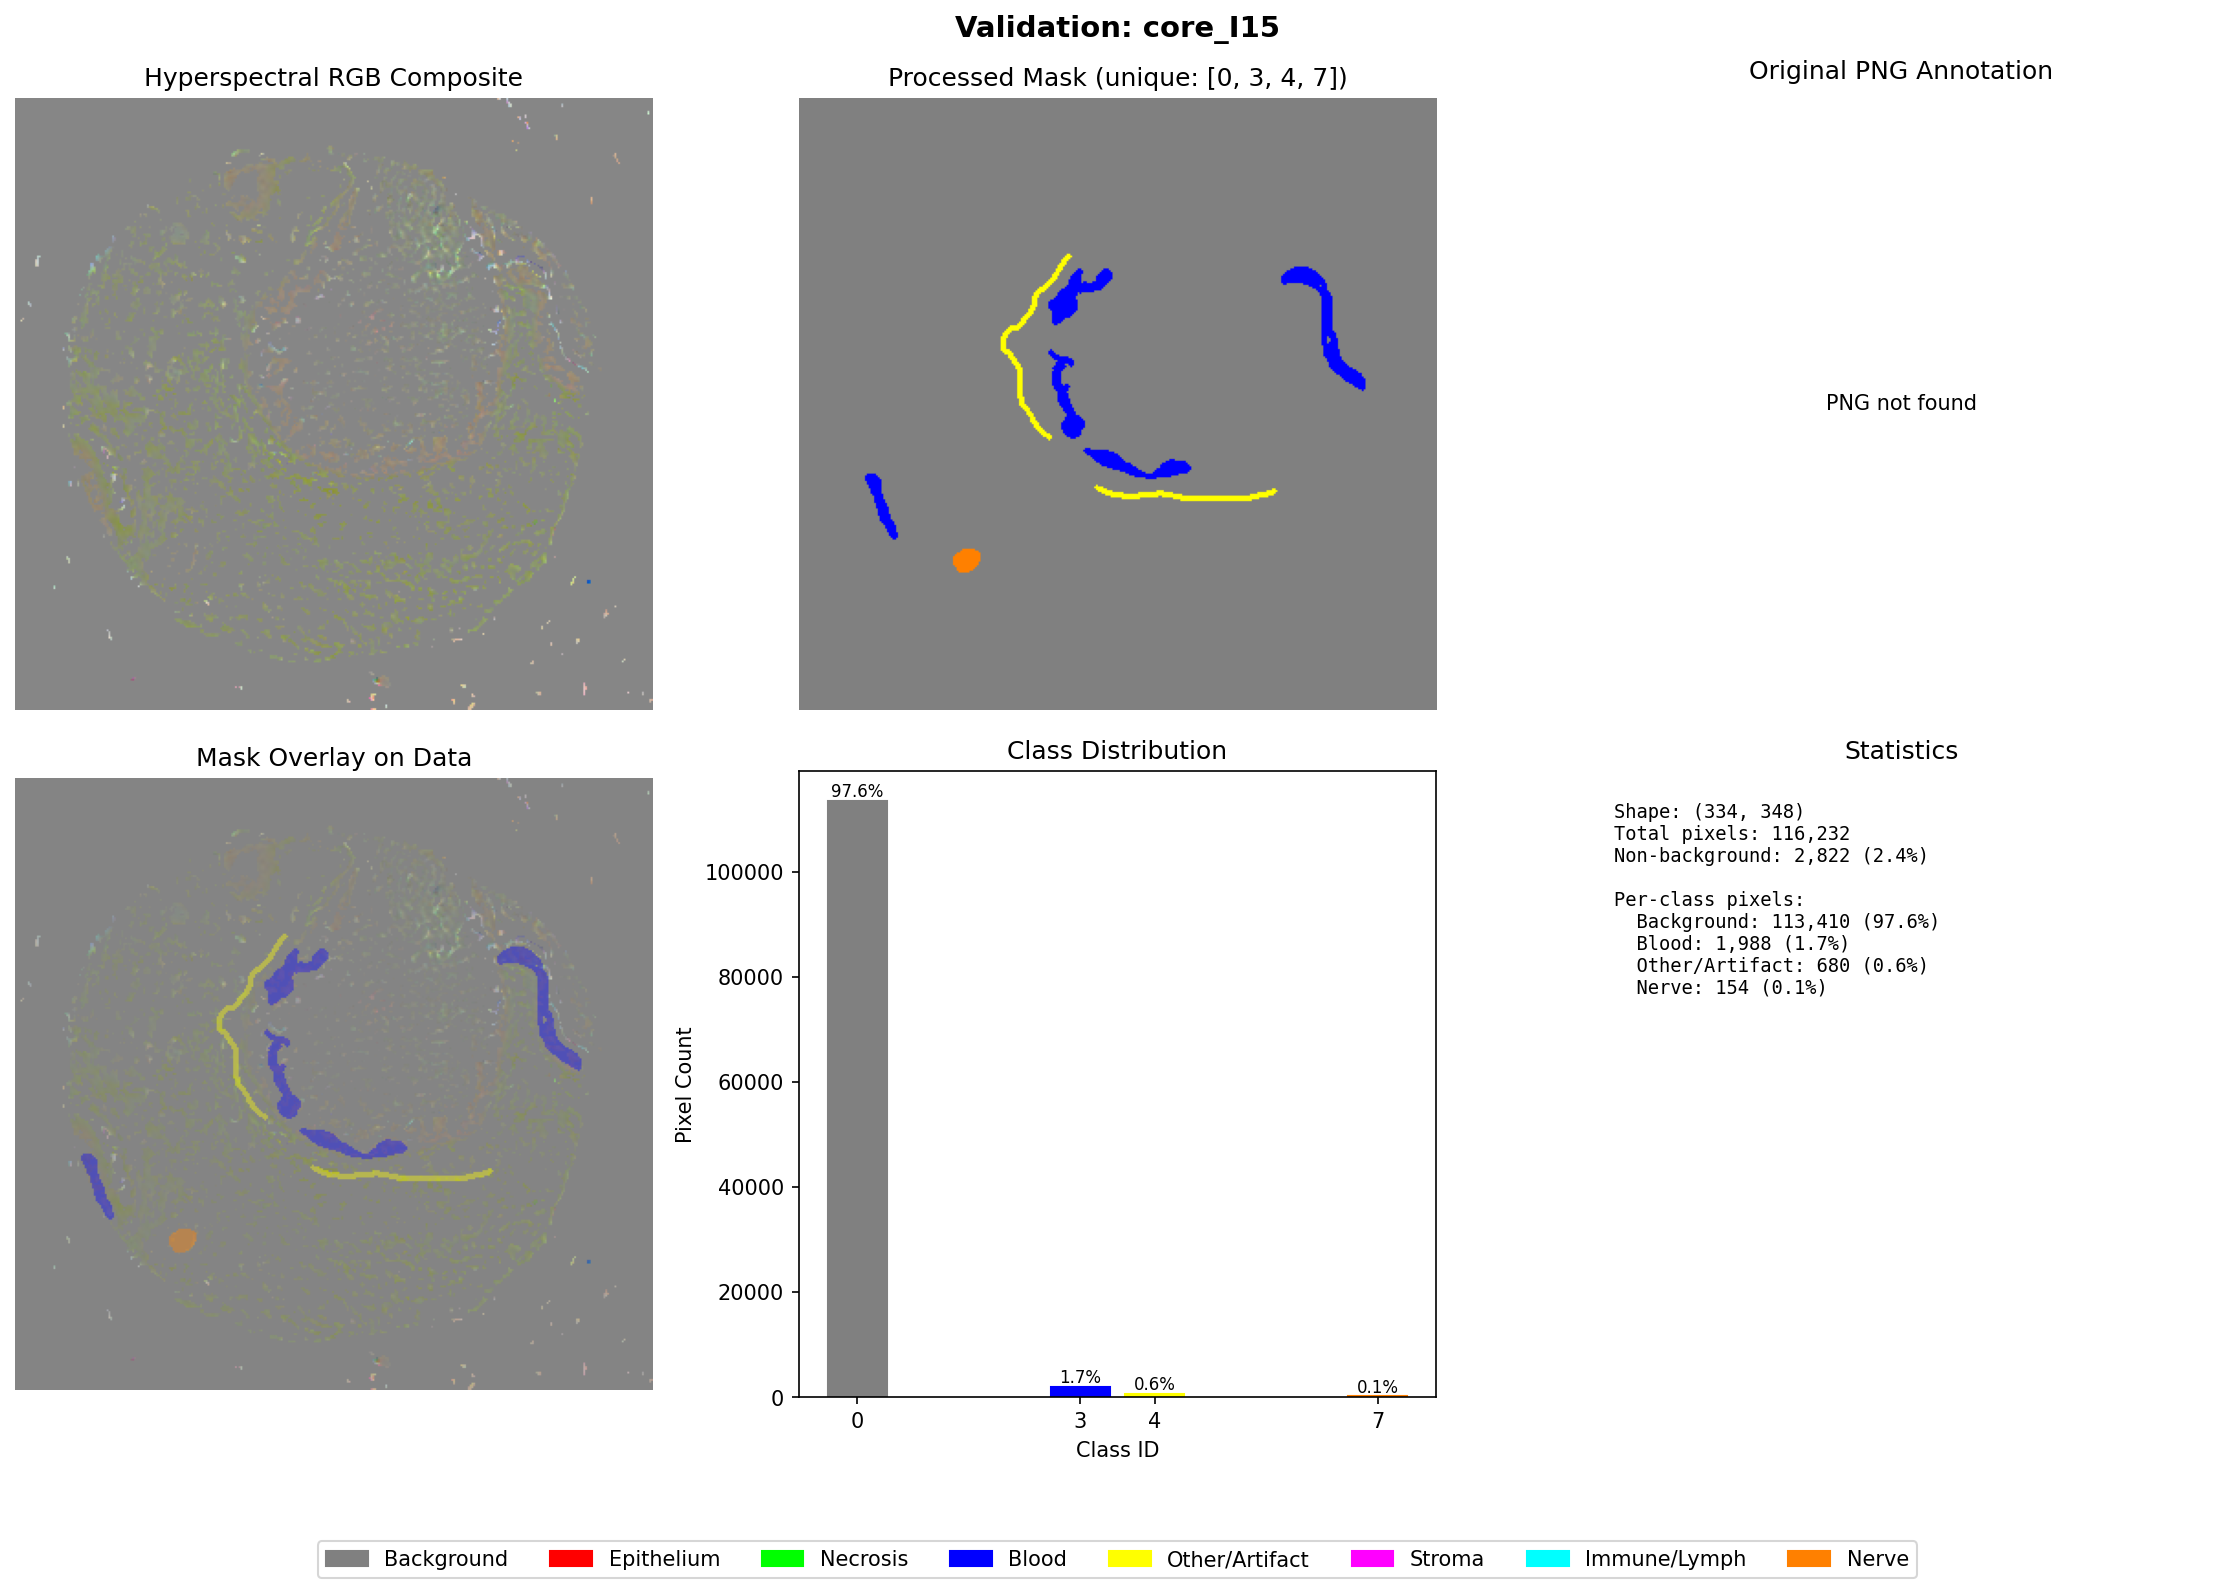 Validation: core_I15
Hyperspectral RGB Composite
Processed Mask (unique: [0, 3, 4, 7])
Original PNG Annotation
PNG not found
Mask Overlay on Data
Class Distribution
97.6%
1.7%
0.6%
0.1%
100000
80000
60000
40000
20000
0
Pixel Count
0 3 4 7
Class ID
Statistics
Shape: (334, 348)
Total pixels: 116,232
Non-background: 2,822 (2.4%)
Per-class pixels:
Background: 113,410 (97.6%)
Blood: 1,988 (1.7%)
Other/Artifact: 680 (0.6%)
Nerve: 154 (0.1%)
Background Epithelium Necrosis Blood Other/Artifact Stroma Immune/Lymph Nerve